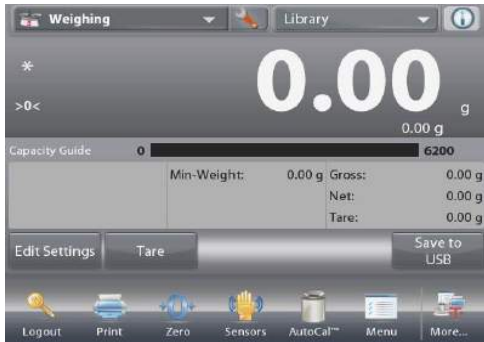 Weighing Library
*
>0<
0.00 g
0.00 g
Capacity Guide 0 6200
Min-Weight: 0.00 g Gross: 0.00 g
Net: 0.00 g
Tare: 0.00 g
Edit Settings Tare Save to
USB
Logout Print Zero Sensors AutoCal™ Menu More...